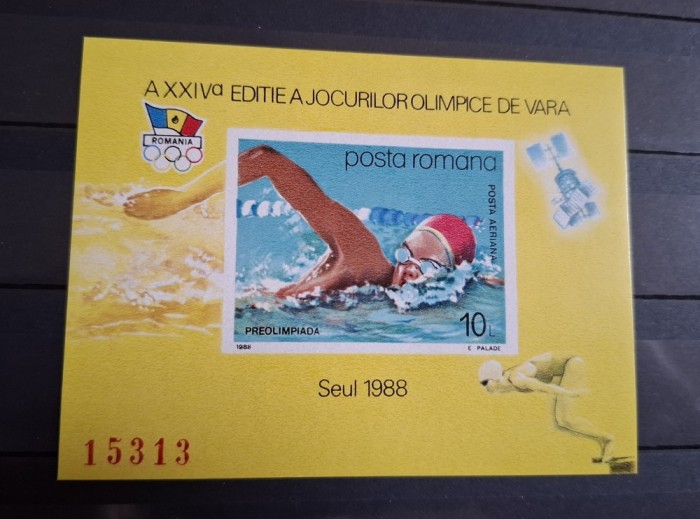 A XXIVª EDITIE A JOCURILOR OLIMPICE DE VARA
ROMANIA
posta romana
POSTA AERIANA
PREOLIMPIADA
10L
1988
E. PALADE
Seul 1988
15313